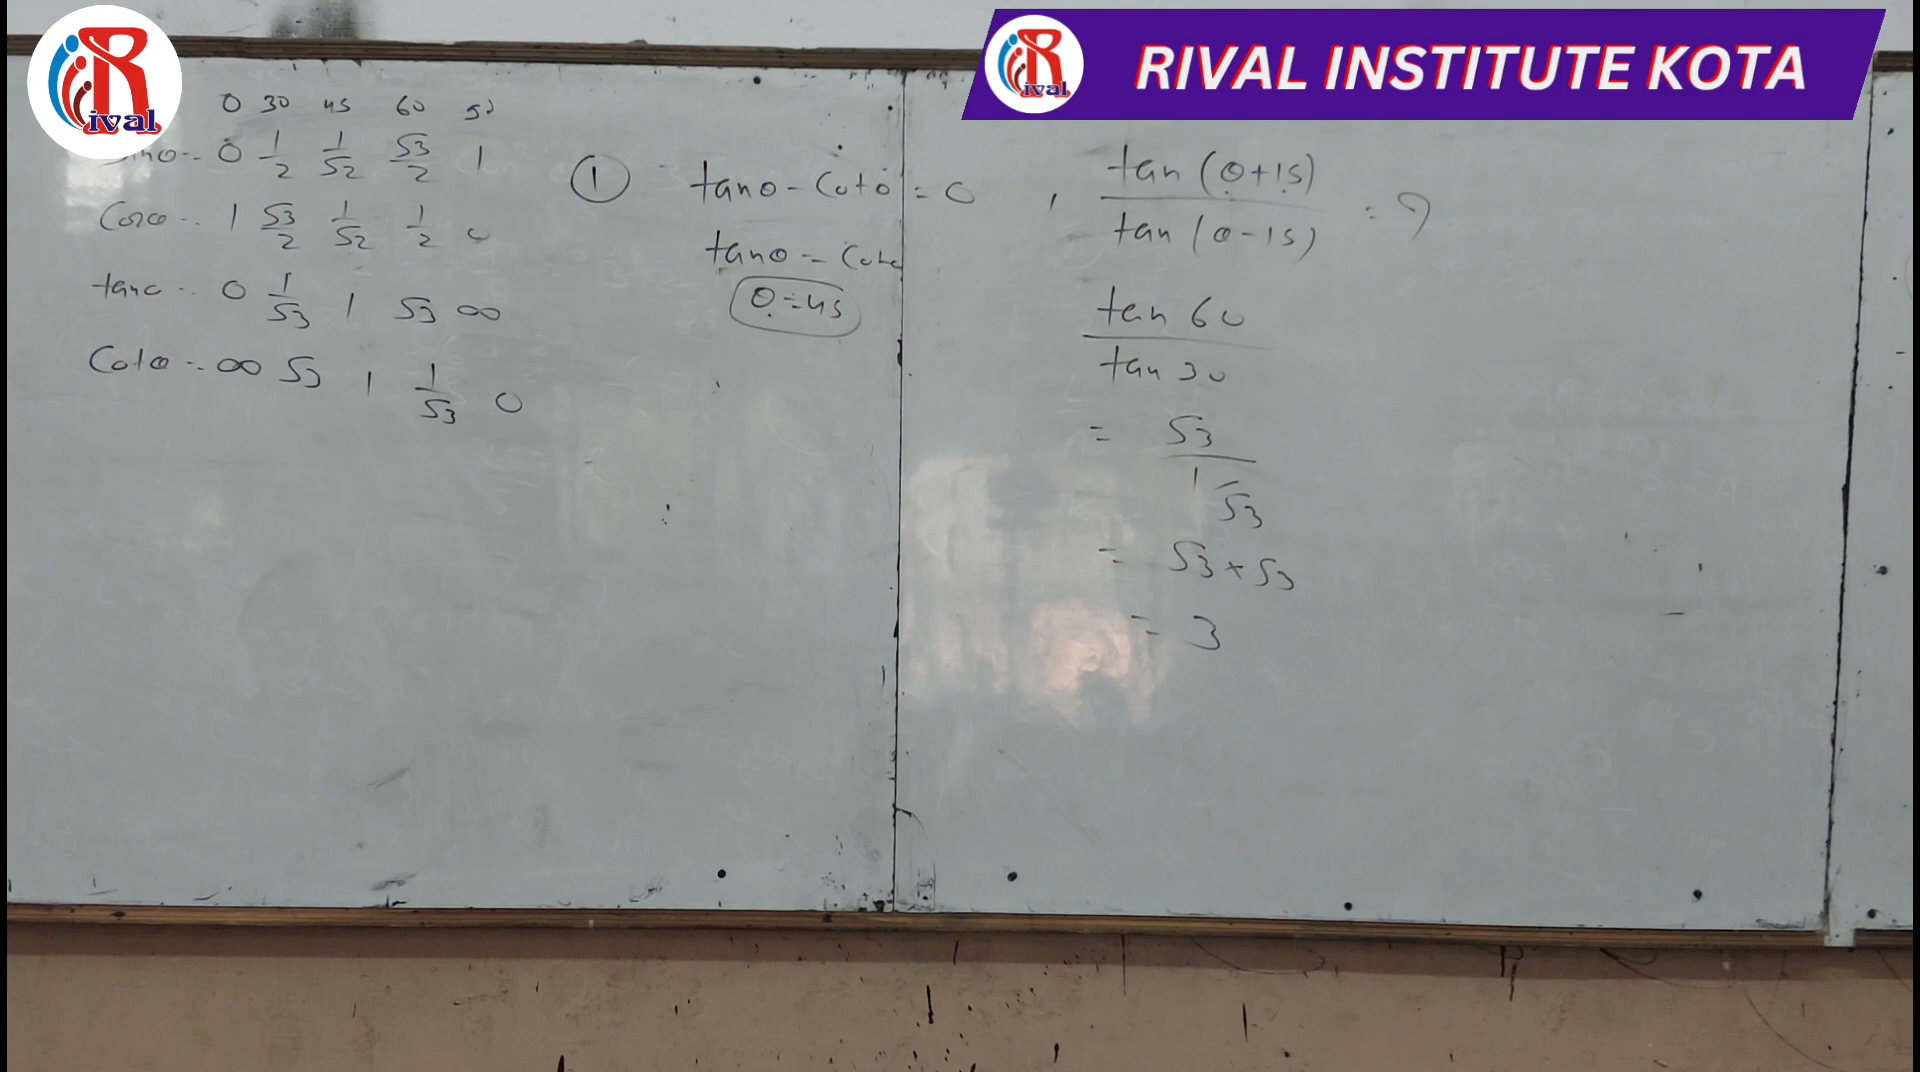 Rival
RIVAL INSTITUTE KOTA
0 30 45 60 90
sinθ = 0 1/2 1/√2 √3/2 1
Cosθ = 1 √3/2 1/√2 1/2 0
tanθ = 0 1/√3 1 √3 ∞
Cotθ = ∞ √3 1 1/√3 0
① tanθ - Cotθ = 0 , tan(θ+15) / tan(θ-15) = ?
tanθ = Cotθ
θ = 45
tan 60 / tan 30
= √3 / 1/√3
= √3 × √3
= 3